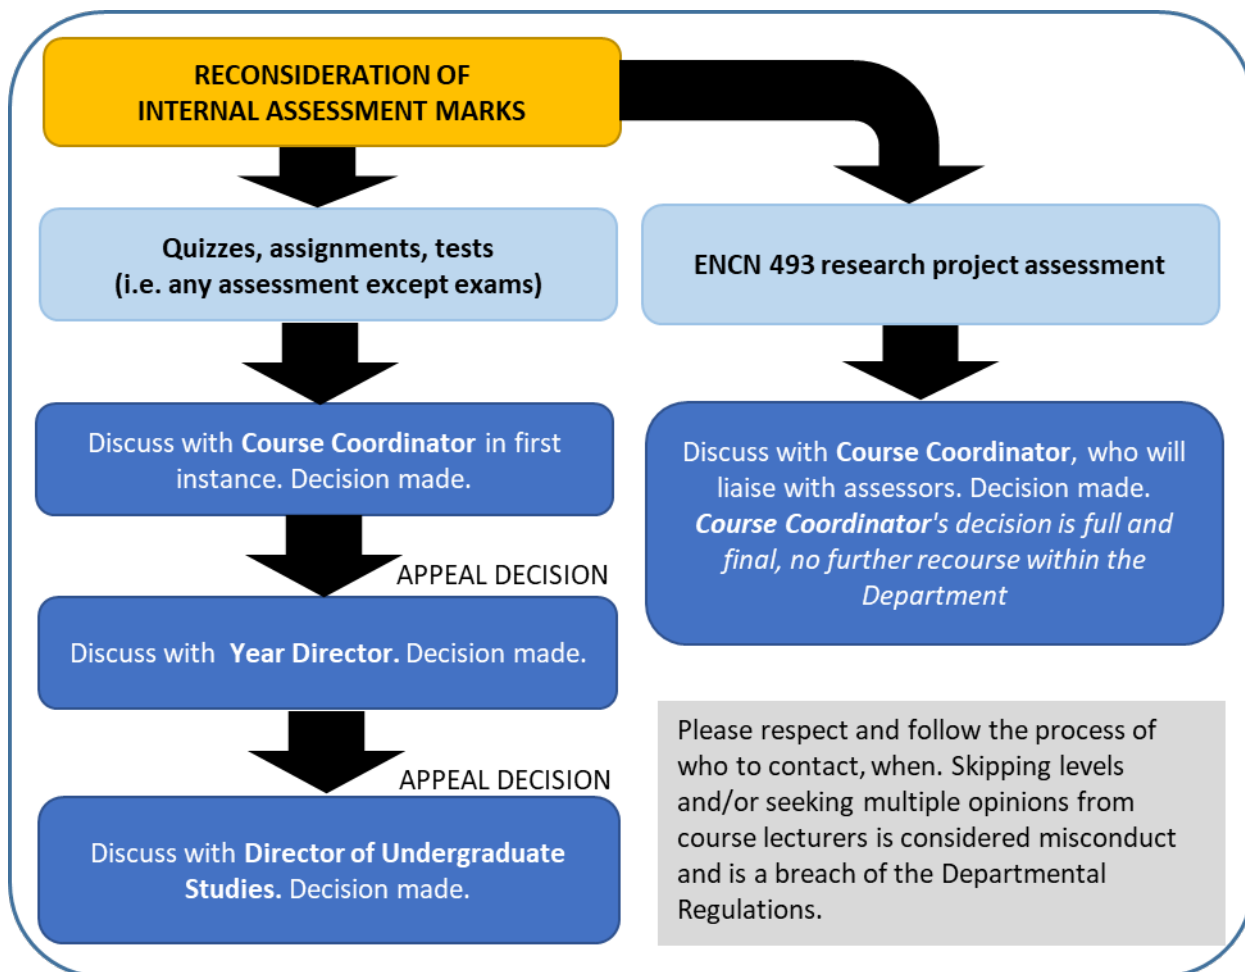 RECONSIDERATION OF
INTERNAL ASSESSMENT MARKS
Quizzes, assignments, tests
(i.e. any assessment except exams)
Discuss with Course Coordinator in first
instance. Decision made.
APPEAL DECISION
Discuss with Year Director. Decision made.
APPEAL DECISION
Discuss with Director of Undergraduate
Studies. Decision made.
ENCN 493 research project assessment
Discuss with Course Coordinator, who will
liaise with assessors. Decision made.
Course Coordinator's decision is full and
final, no further recourse within the
Department
Please respect and follow the process of
who to contact, when. Skipping levels
and/or seeking multiple opinions from
course lecturers is considered misconduct
and is a breach of the Departmental
Regulations.